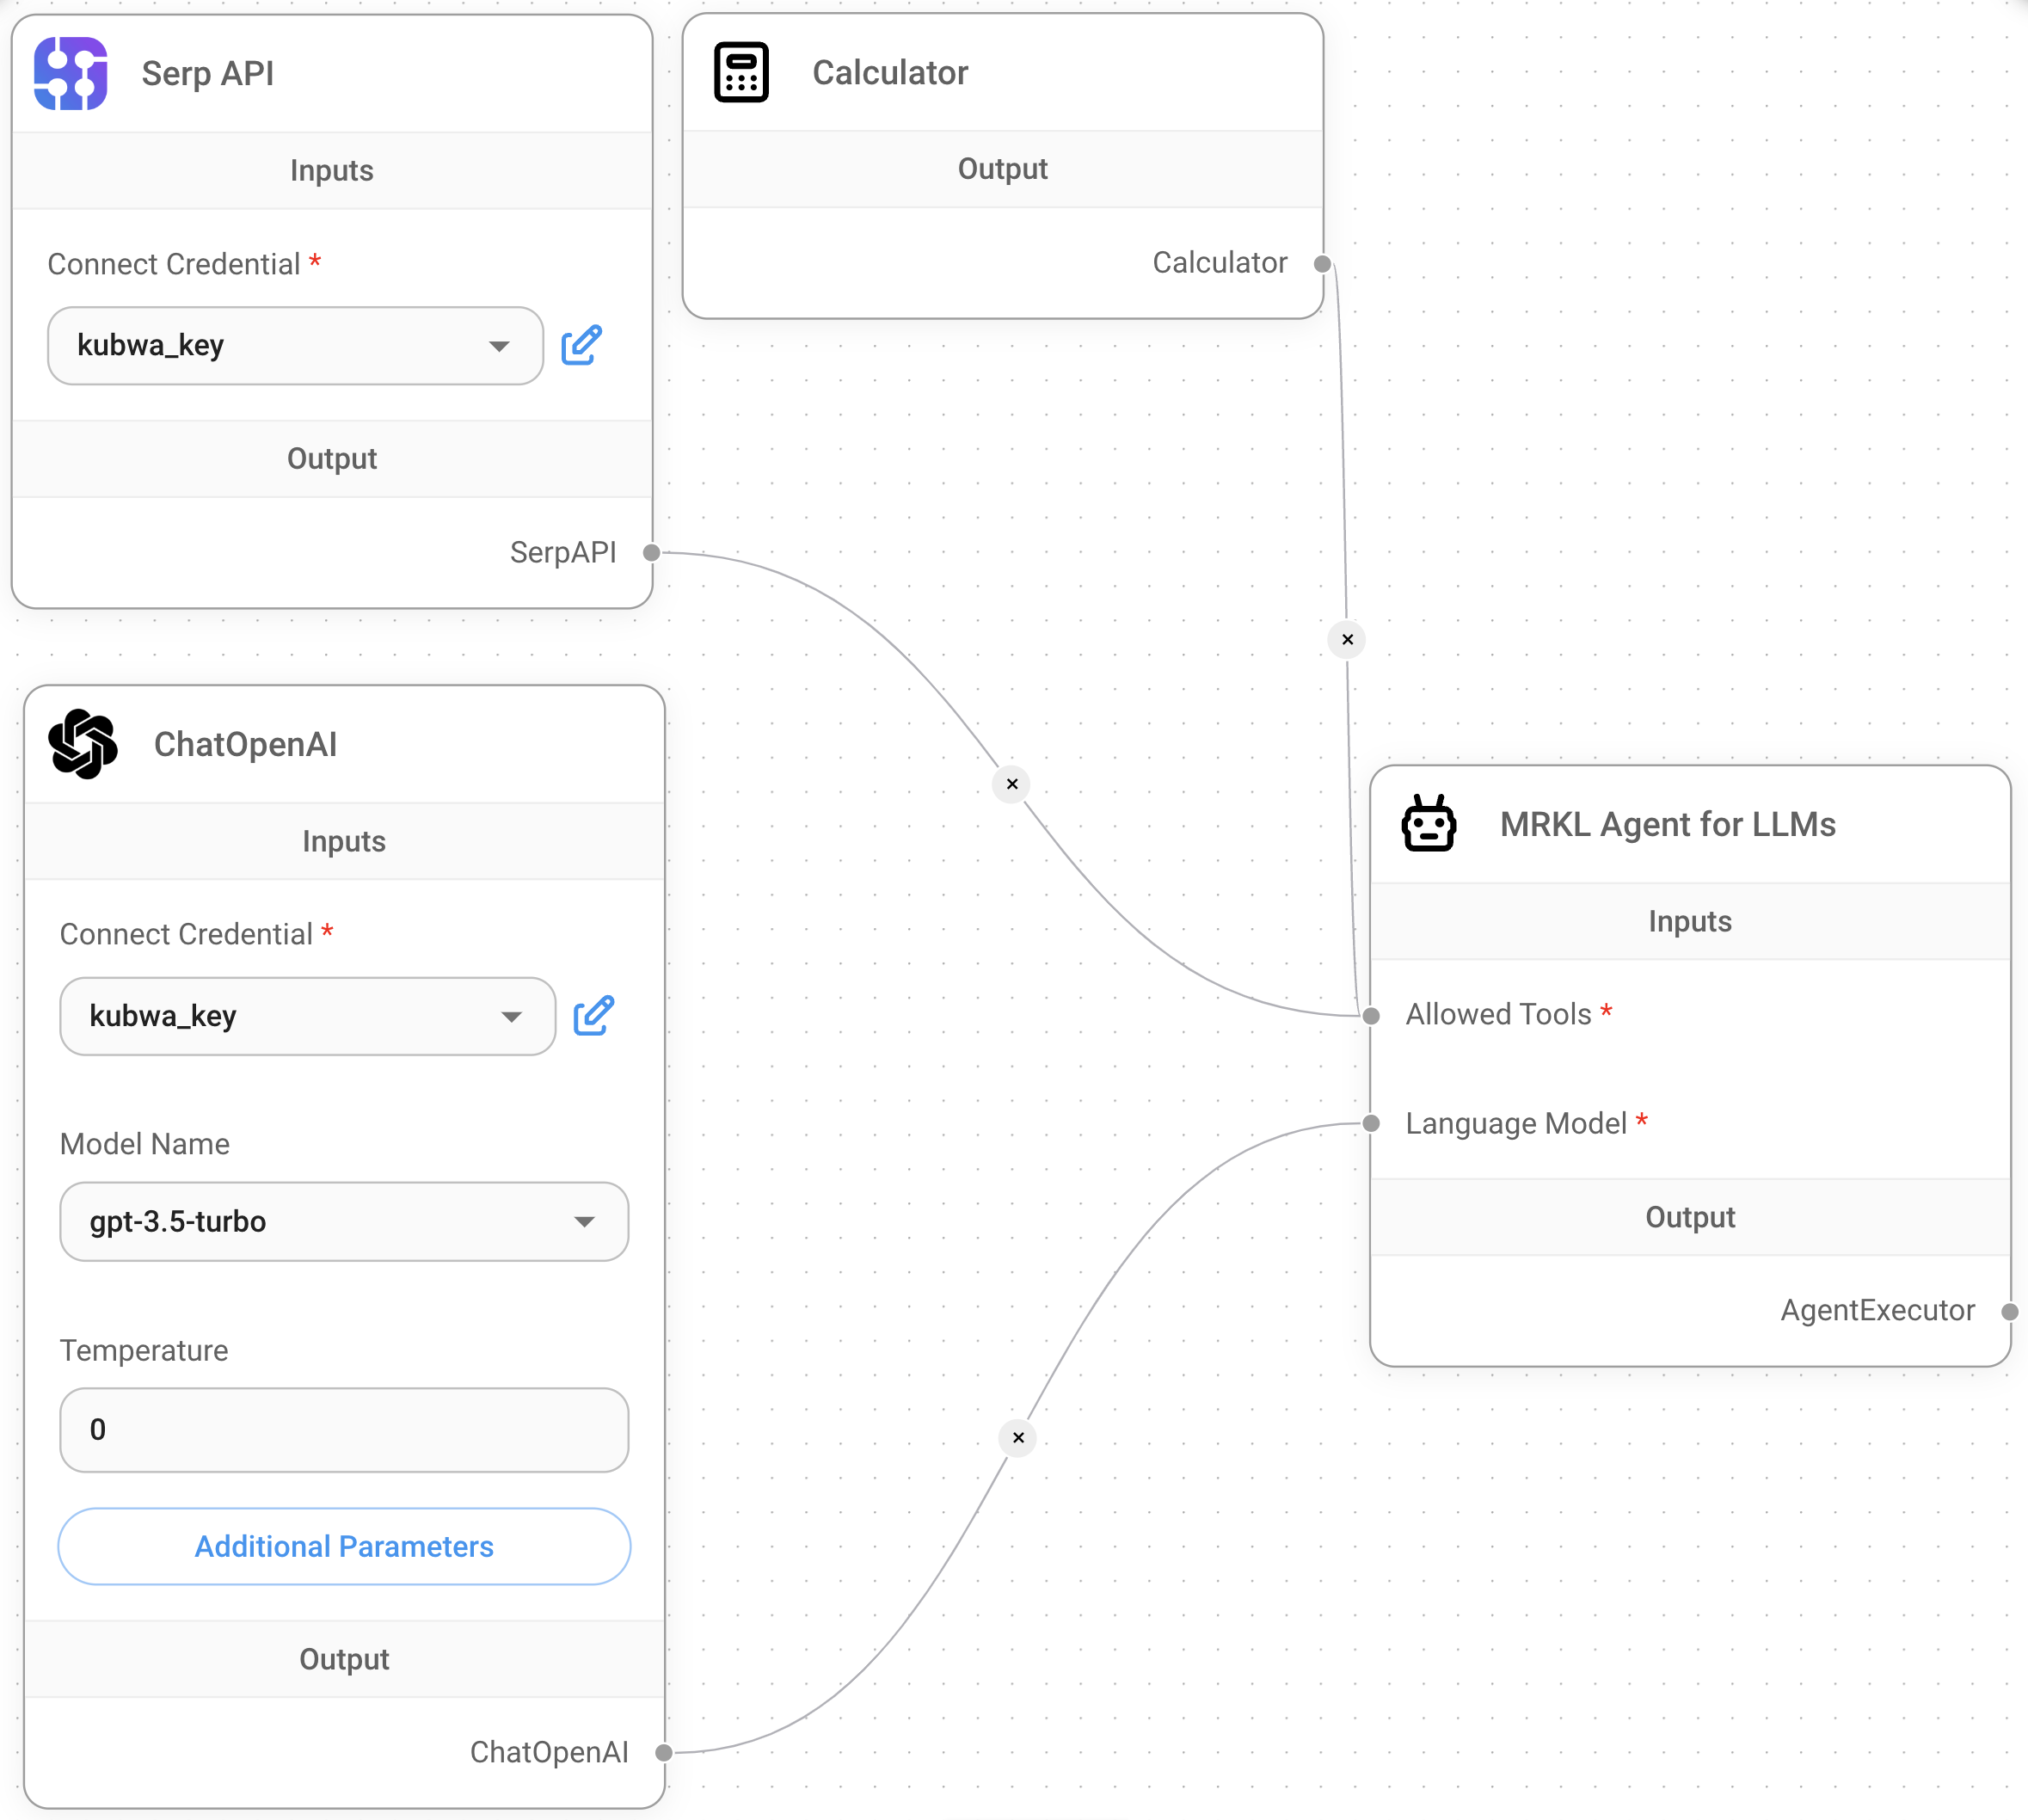 Serp API
Inputs
Connect Credential *
kubwa_key
Output
SerpAPI
Calculator
Output
Calculator
ChatOpenAI
Inputs
Connect Credential *
kubwa_key
Model Name
gpt-3.5-turbo
Temperature
0
Additional Parameters
Output
ChatOpenAI
MRKL Agent for LLMs
Inputs
Allowed Tools *
Language Model *
Output
AgentExecutor